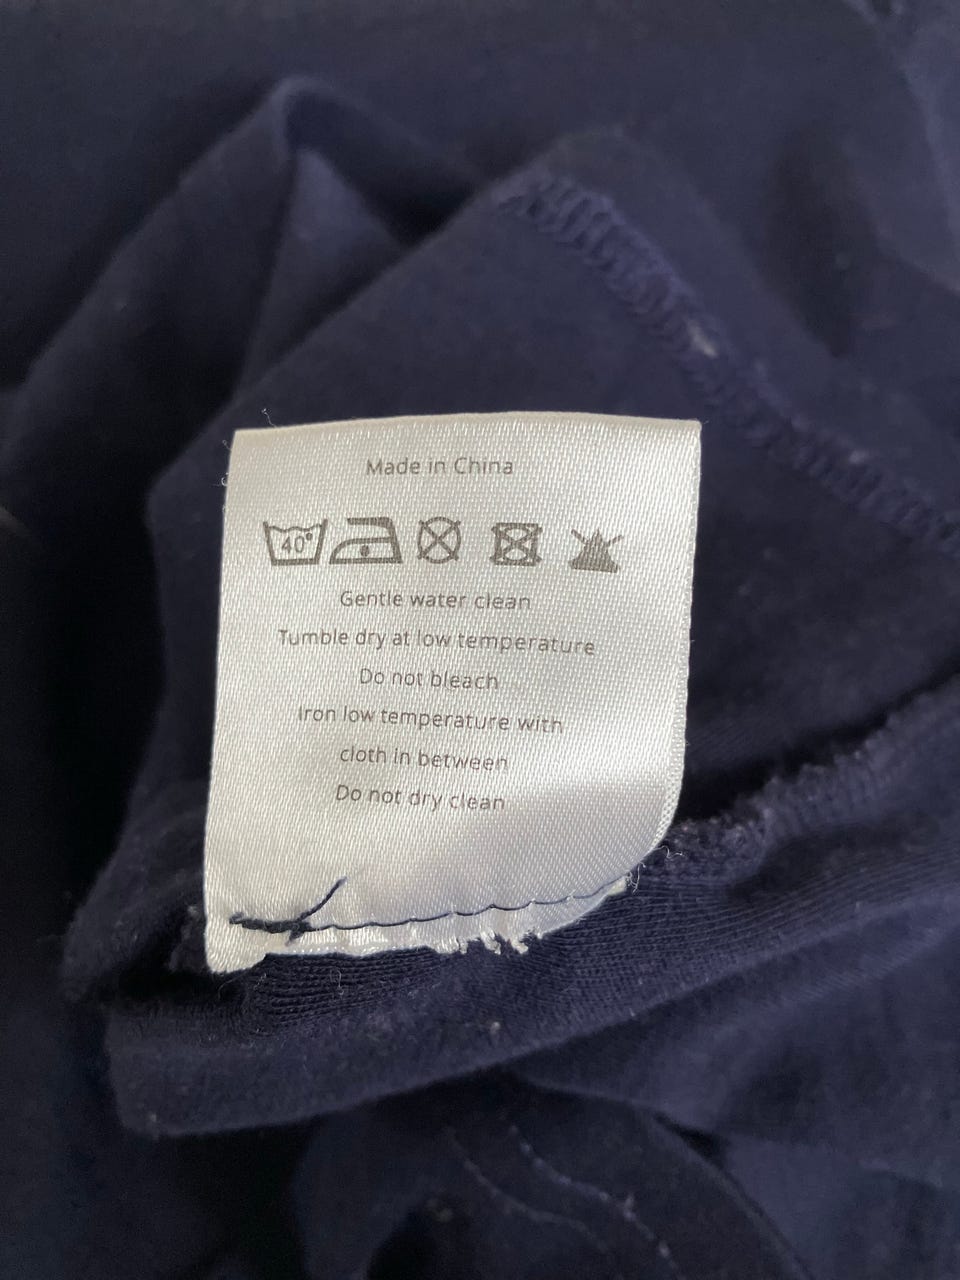 Made in China
40°
Gentle water clean
Tumble dry at low temperature
Do not bleach
Iron low temperature with
cloth in between
Do not dry clean